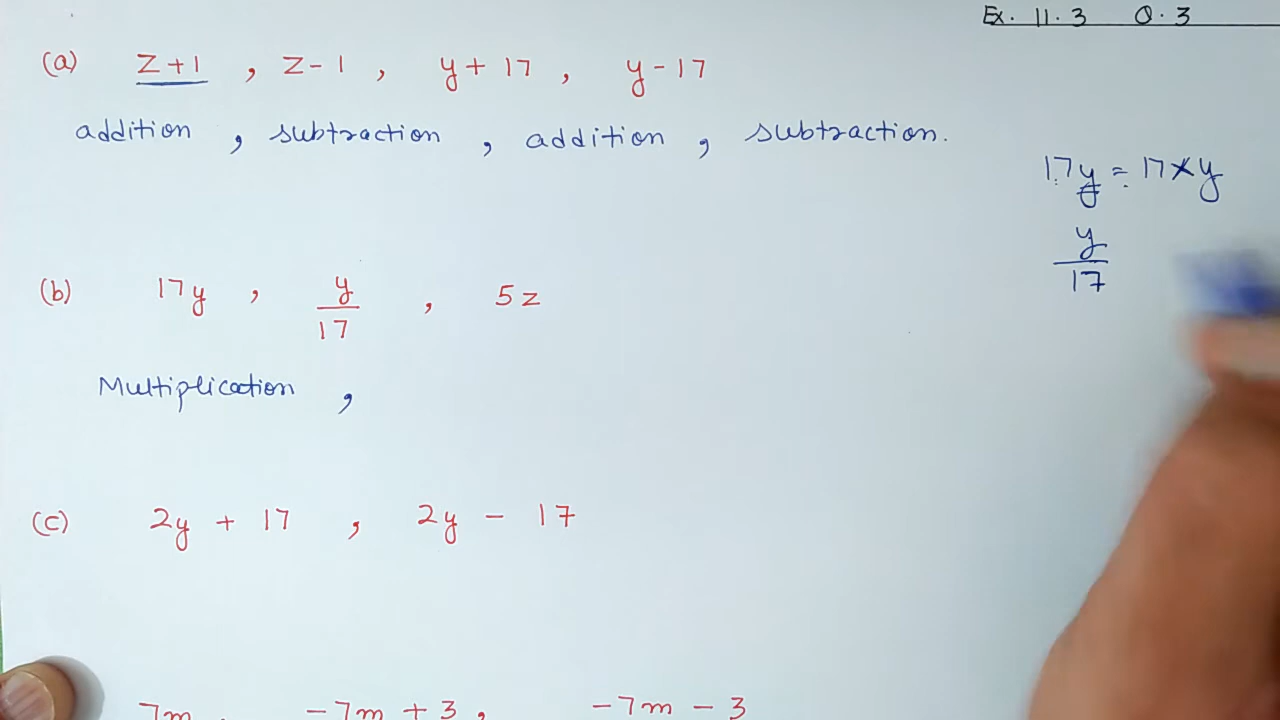 Ex. 11.3 Q.3
(a) z+1 , z-1 , y+17 , y-17
addition , subtraction , addition , subtraction.
17y = 17×y
y
17
(b) 17y , y/17 , 5z
Multiplication ,
(c) 2y + 17 , 2y - 17
7m , -7m + 3 , -7m - 3